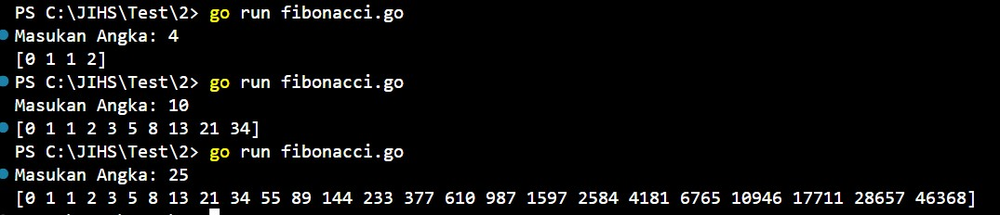 PS C:\JIHS\Test\2> go run fibonacci.go
Masukan Angka: 4
[0 1 1 2]
PS C:\JIHS\Test\2> go run fibonacci.go
Masukan Angka: 10
[0 1 1 2 3 5 8 13 21 34]
PS C:\JIHS\Test\2> go run fibonacci.go
Masukan Angka: 25
[0 1 1 2 3 5 8 13 21 34 55 89 144 233 377 610 987 1597 2584 4181 6765 10946 17711 28657 46368]